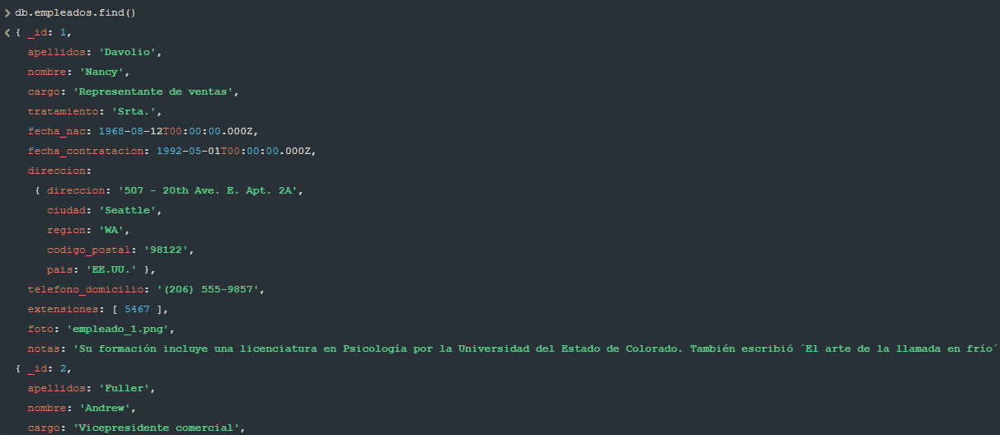 db.empleados.find()
{ _id: 1,
apellidos: 'Davolio',
nombre: 'Nancy',
cargo: 'Representante de ventas',
tratamiento: 'Srta.',
fecha_nac: 1968-08-12T00:00:00.000Z,
fecha_contratacion: 1992-05-01T00:00:00.000Z,
direccion:
{ direccion: '507 - 20th Ave. E. Apt. 2A',
ciudad: 'Seattle',
region: 'WA',
codigo_postal: '98122',
pais: 'EE.UU.' },
telefono_domicilio: '(206) 555-9857',
extensiones: [ 5467 ],
foto: 'empleado_1.png',
notas: 'Su formación incluye una licenciatura en Psicología por la Universidad del Estado de Colorado. También escribió ´El arte de la llamada en frío´
{ _id: 2,
apellidos: 'Fuller',
nombre: 'Andrew',
cargo: 'Vicepresidente comercial',